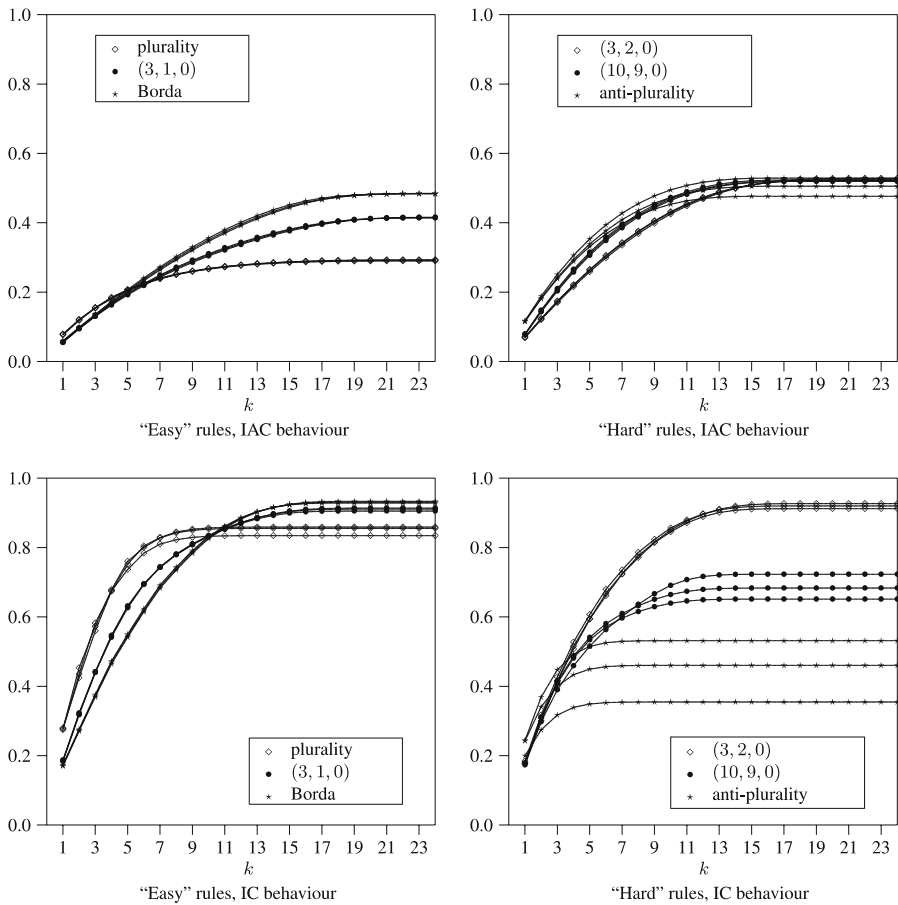 1.0
0.8
0.6
0.4
0.2
0.0
plurality
(3, 1, 0)
Borda
1 3 5 7 9 11 13 15 17 19 21 23
k
“Easy” rules, IAC behaviour
1.0
0.8
0.6
0.4
0.2
0.0
(3, 2, 0)
(10, 9, 0)
anti-plurality
1 3 5 7 9 11 13 15 17 19 21 23
k
“Hard” rules, IAC behaviour
1.0
0.8
0.6
0.4
0.2
0.0
plurality
(3, 1, 0)
Borda
1 3 5 7 9 11 13 15 17 19 21 23
k
“Easy” rules, IC behaviour
1.0
0.8
0.6
0.4
0.2
0.0
(3, 2, 0)
(10, 9, 0)
anti-plurality
1 3 5 7 9 11 13 15 17 19 21 23
k
“Hard” rules, IC behaviour